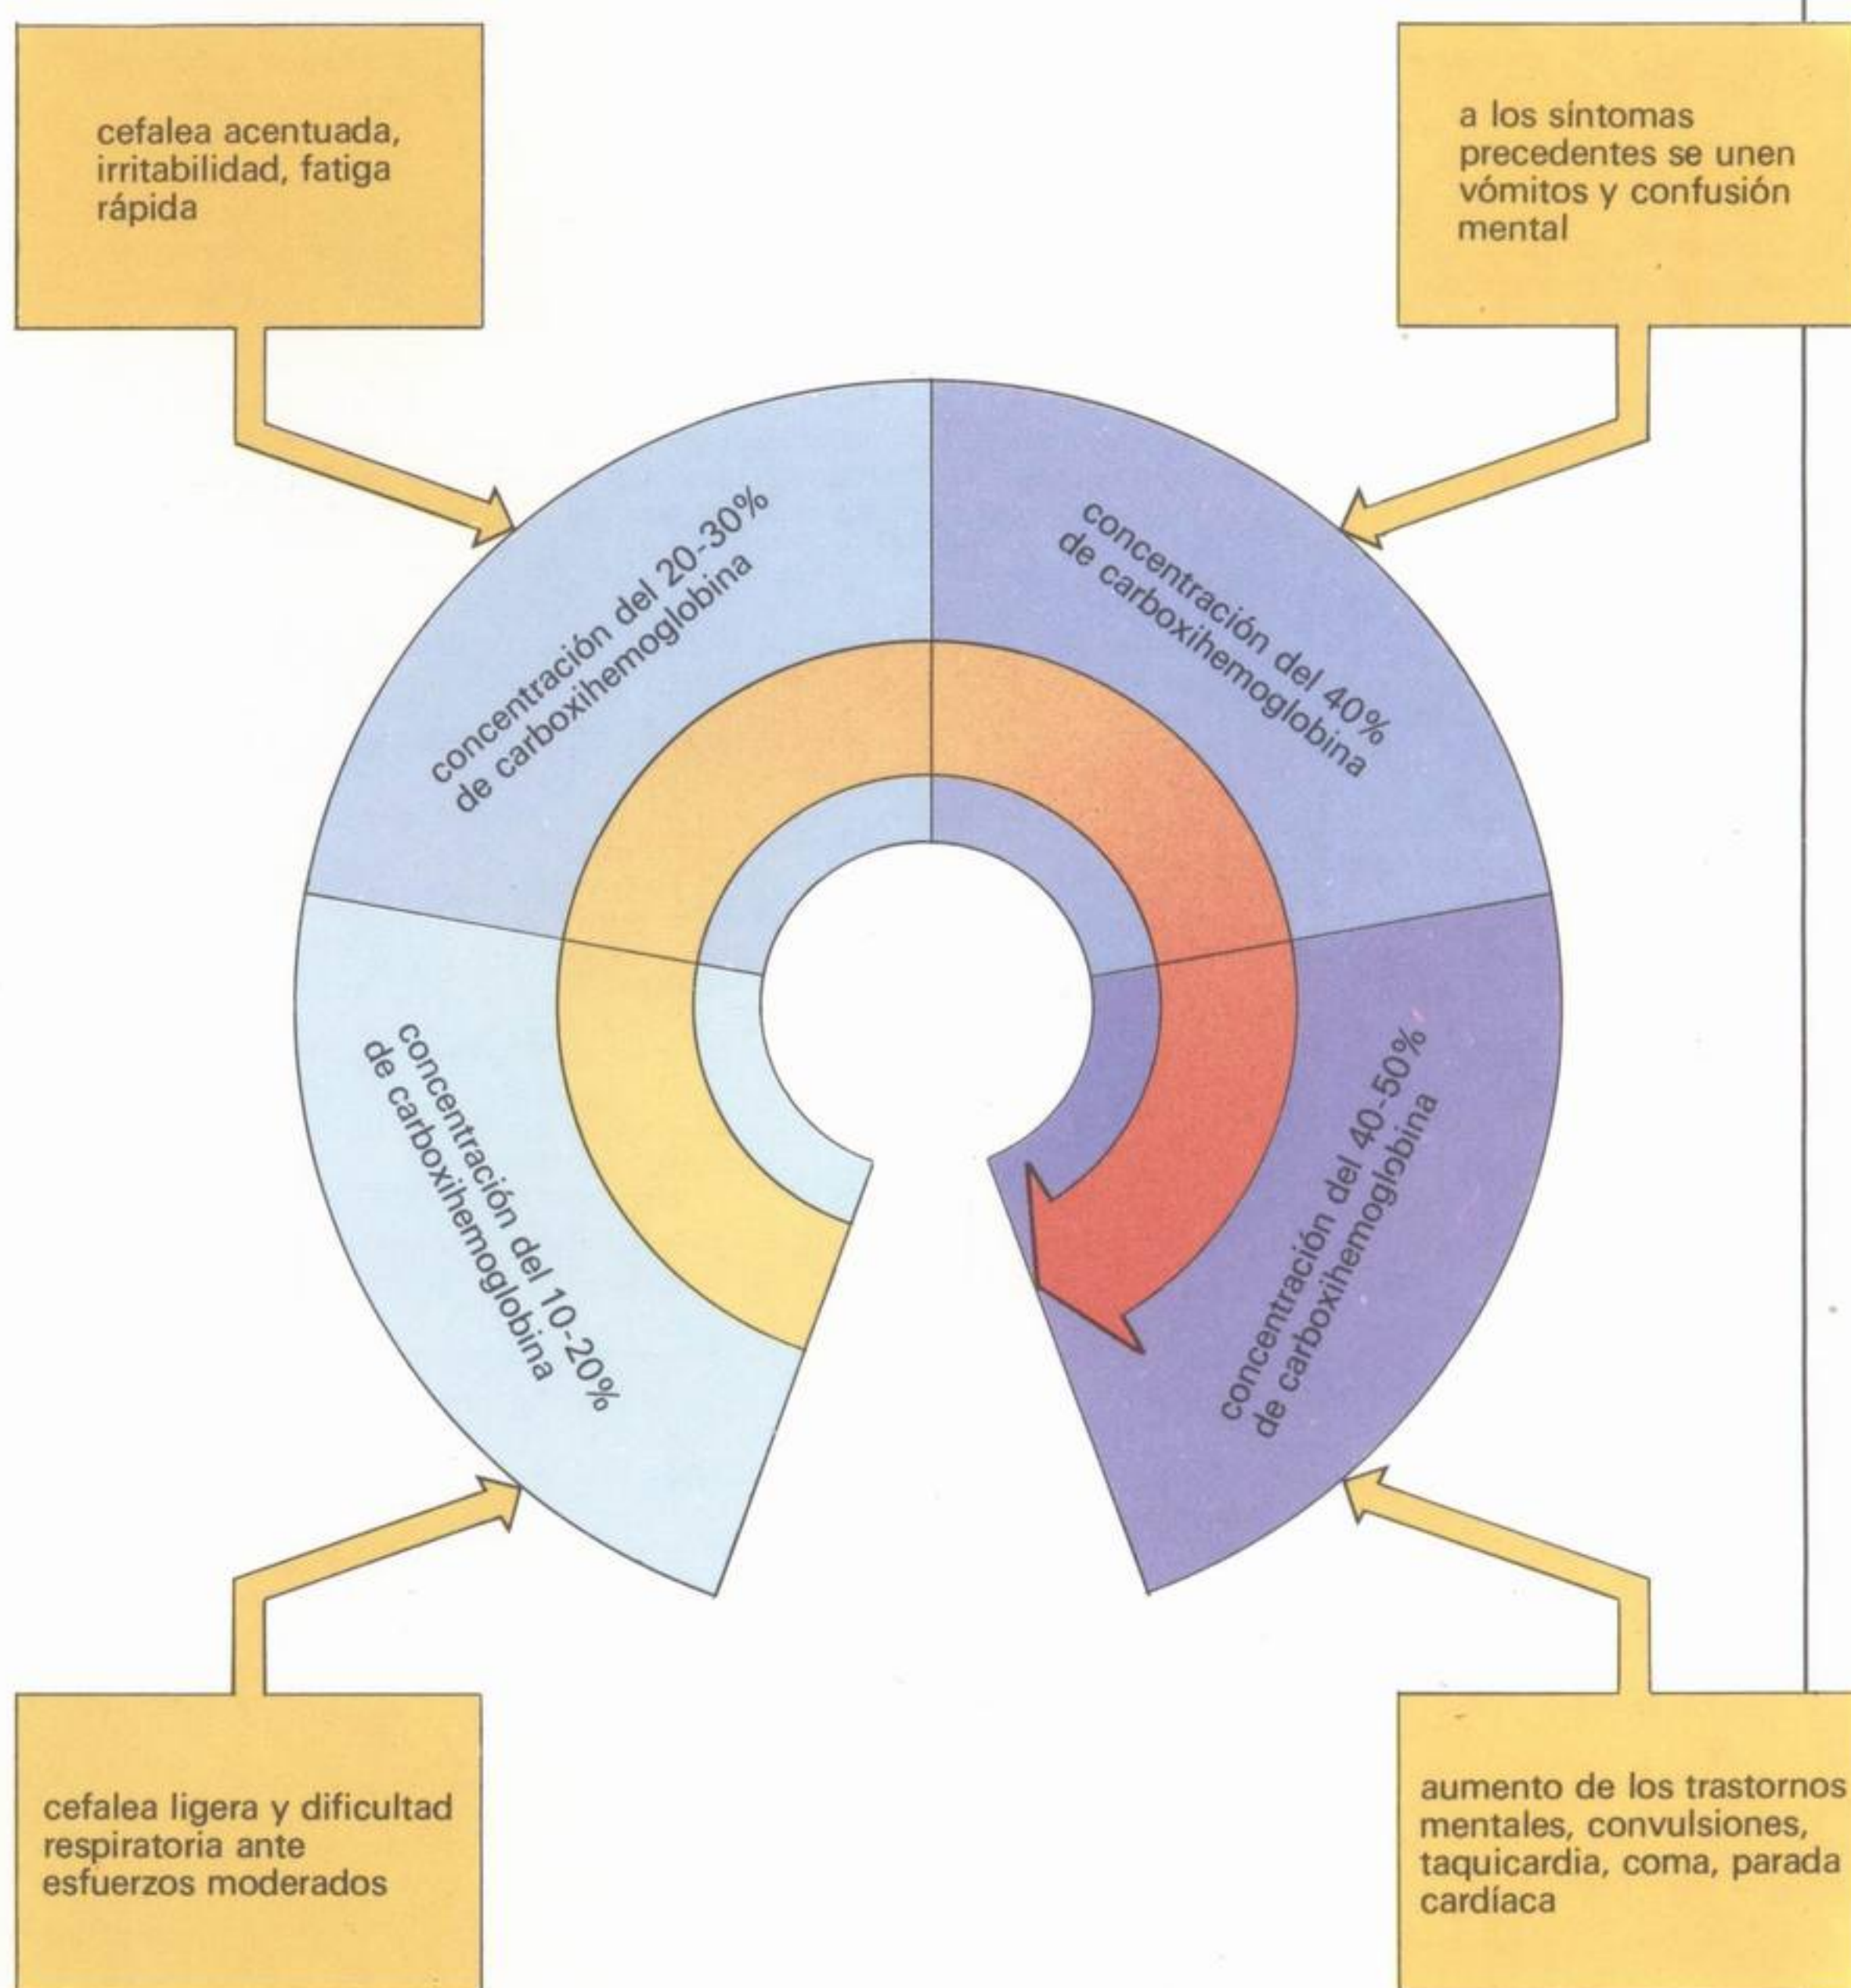 cefalea acentuada,
irritabilidad, fatiga
rápida
a los síntomas
precedentes se unen
vómitos y confusión
mental
concentración del 20-30%
de carboxihemoglobina
concentración del 40%
de carboxihemoglobina
concentración del 10-20%
de carboxihemoglobina
concentración del 40-50%
de carboxihemoglobina
cefalea ligera y dificultad
respiratoria ante
esfuerzos moderados
aumento de los trastornos
mentales, convulsiones,
taquicardia, coma, parada
cardíaca